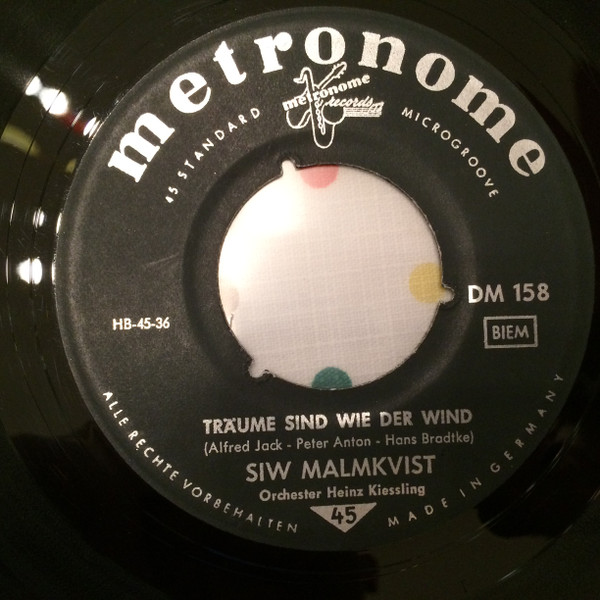 metronome
metronome
records
45 STANDARD
MICROGROOVE
DM 158
HB-45-36
BIEM
TRÄUME SIND WIE DER WIND
(Alfred Jack - Peter Anton - Hans Bradtke)
SIW MALMKVIST
Orchester Heinz Kiessling
45
ALLE RECHTE VORBEHALTEN
MADE IN GERMANY